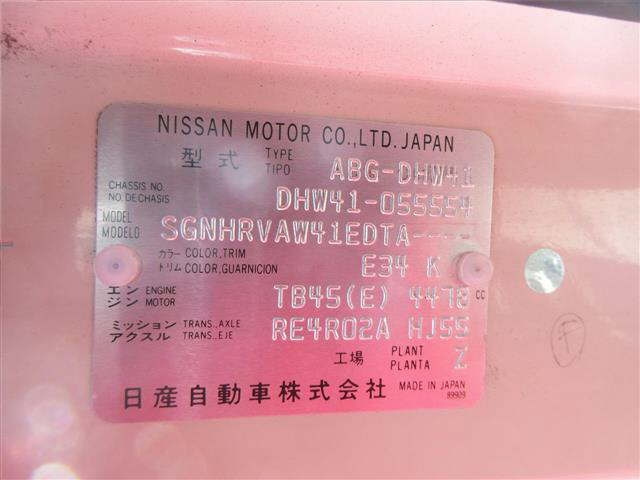 NISSAN MOTOR CO.,LTD. JAPAN
型式 TYPE TIPO ABG-DHW41
CHASSIS NO. NO.DE CHASIS DHW41-055554
MODEL MODELO SGNHRVAW41EDTA----
カラー COLOR,TRIM トリム COLOR,GUARNICION E34 K
エンジン ENGINE MOTOR TB45(E) 4478 cc
ミッション アクスル TRANS.,AXLE TRANS.,EJE RE4R02A HJ55
工場 PLANT PLANTA Z
日産自動車株式会社 MADE IN JAPAN
89909
F